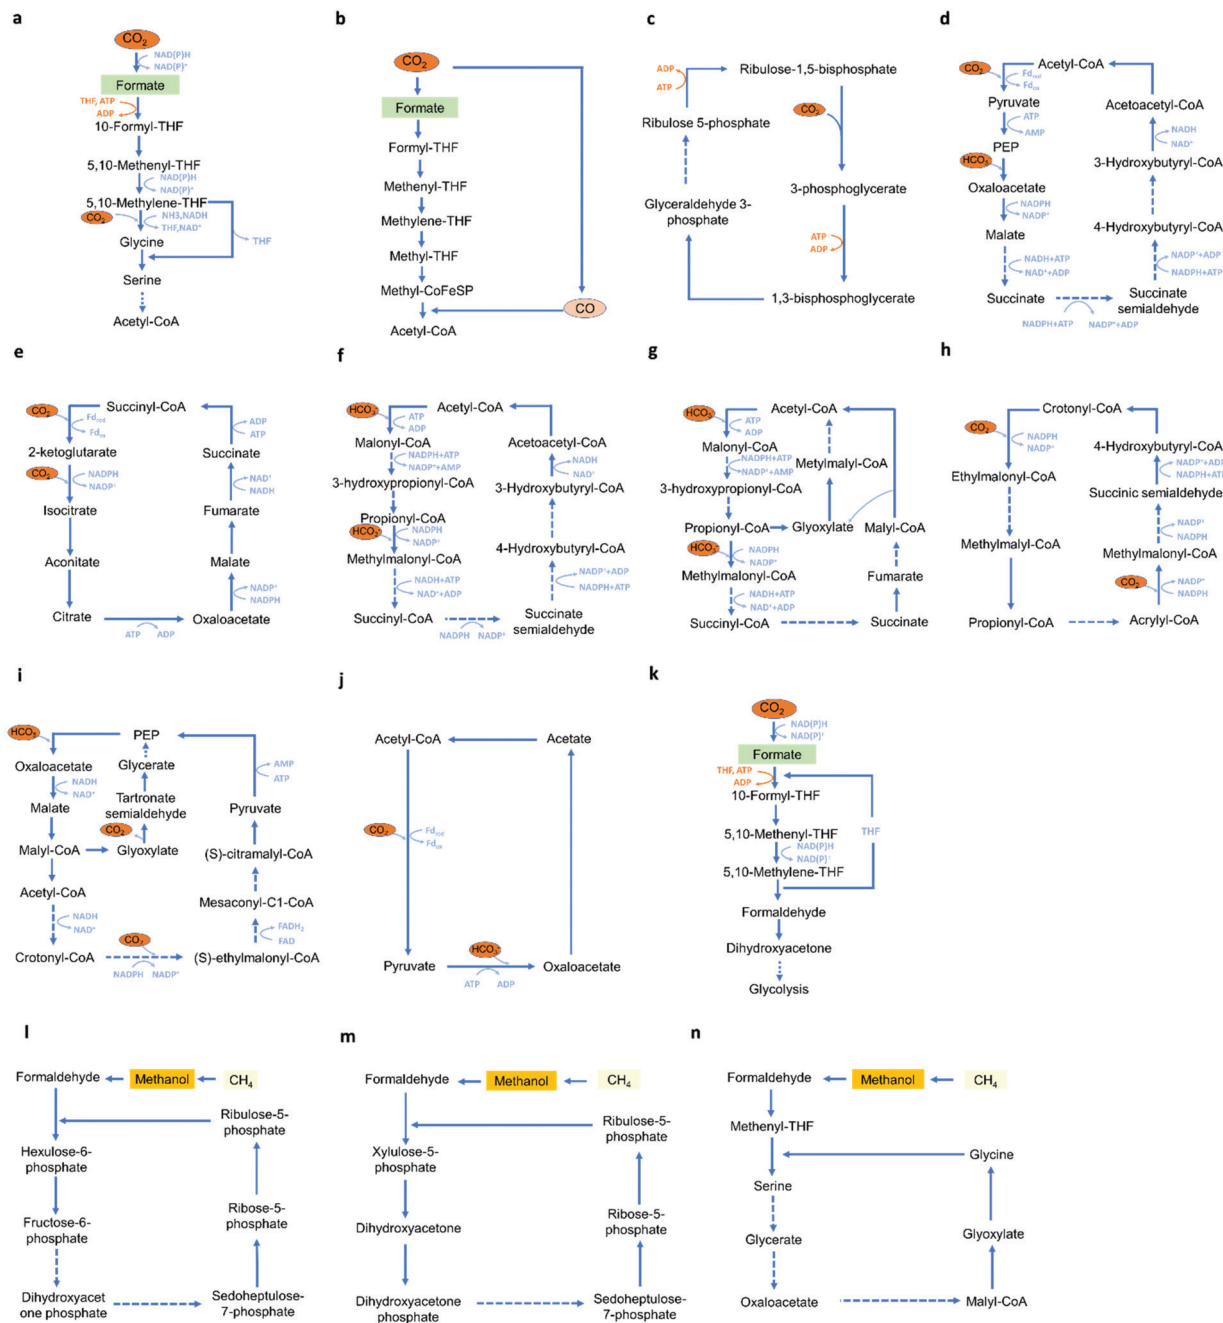 a
CO2
NAD(P)H
NAD(P)+
Formate
THF, ATP
ADP
10-Formyl-THF
5,10-Methenyl-THF
NAD(P)H
NAD(P)+
5,10-Methylene-THF
CO2
NH3,NADH
THF,NAD+
THF
Glycine
Serine
Acetyl-CoA
b
CO2
Formate
Formyl-THF
Methenyl-THF
Methylene-THF
Methyl-THF
Methyl-CoFeSP
CO
Acetyl-CoA
c
ADP
ATP
Ribulose-1,5-bisphosphate
CO2
Ribulose 5-phosphate
3-phosphoglycerate
Glyceraldehyde 3-
phosphate
ATP
ADP
1,3-bisphosphoglycerate
d
CO2
Acetyl-CoA
Fdred
Fdox
Pyruvate
Acetoacetyl-CoA
ATP
AMP
NADH
NAD+
PEP
HCO3-
3-Hydroxybutyryl-CoA
Oxaloacetate
NADPH
NADP+
4-Hydroxybutyryl-CoA
Malate
NADH+ATP
NAD++ADP
NADP++ADP
NADPH+ATP
Succinate
Succinate
semialdehyde
NADPH+ATP
NADP++ADP
e
CO2
Succinyl-CoA
Fdred
Fdox
ADP
ATP
2-ketoglutarate
Succinate
CO2
NADPH
NADP+
NAD+
NADH
Isocitrate
Fumarate
Aconitate
Malate
NADP+
NADPH
Citrate
Oxaloacetate
ATP
ADP
f
HCO3-
Acetyl-CoA
ATP
ADP
Malonyl-CoA
Acetoacetyl-CoA
NADPH+ATP
NADP++AMP
NADH
NAD+
3-hydroxypropionyl-CoA
3-Hydroxybutyryl-CoA
Propionyl-CoA
HCO3-
NADPH
NADP+
4-Hydroxybutyryl-CoA
Methylmalonyl-CoA
NADH+ATP
NAD++ADP
NADP++ADP
NADPH+ATP
Succinyl-CoA
Succinate
semialdehyde
NADPH
NADP+
g
HCO3-
Acetyl-CoA
ATP
ADP
Malonyl-CoA
NADPH+ATP
NADP++AMP
Metylmalyl-CoA
3-hydroxypropionyl-CoA
Propionyl-CoA
Glyoxylate
Malyl-CoA
HCO3-
NADPH
NADP+
Methylmalonyl-CoA
Fumarate
NADH+ATP
NAD++ADP
Succinyl-CoA
Succinate
h
Crotonyl-CoA
CO2
NADPH
NADP+
4-Hydroxybutyryl-CoA
NADP++ADP
NADPH+ATP
Ethylmalonyl-CoA
Succinic semialdehyde
NADP+
NADPH
Methylmalyl-CoA
Methylmalonyl-CoA
CO2
NADP+
NADPH
Propionyl-CoA
Acrylyl-CoA
i
HCO3-
PEP
Oxaloacetate
Glycerate
AMP
ATP
NADH
NAD+
Malate
Tartronate
semialdehyde
Pyruvate
CO2
Malyl-CoA
Glyoxylate
(S)-citramalyl-CoA
Acetyl-CoA
Mesaconyl-C1-CoA
NADH
NAD+
CO2
FADH2
FAD
Crotonyl-CoA
(S)-ethylmalonyl-CoA
NADPH
NADP+
j
Acetyl-CoA
Acetate
CO2
Fdred
Fdox
HCO3-
Pyruvate
Oxaloacetate
ATP
ADP
k
CO2
NAD(P)H
NAD(P)+
Formate
THF, ATP
ADP
10-Formyl-THF
5,10-Methenyl-THF
THF
NAD(P)H
NAD(P)+
5,10-Methylene-THF
Formaldehyde
Dihydroxyacetone
Glycolysis
l
Formaldehyde
Methanol
CH4
Ribulose-5-
phosphate
Hexulose-6-
phosphate
Ribose-5-
phosphate
Fructose-6-
phosphate
Dihydroxyacet
one phosphate
Sedoheptulose-
7-phosphate
m
Formaldehyde
Methanol
CH4
Ribulose-5-
phosphate
Xylulose-5-
phosphate
Ribose-5-
phosphate
Dihydroxyacetone
Dihydroxyacetone
phosphate
Sedoheptulose-
7-phosphate
n
Formaldehyde
Methanol
CH4
Methenyl-THF
Glycine
Serine
Glyoxylate
Glycerate
Oxaloacetate
Malyl-CoA